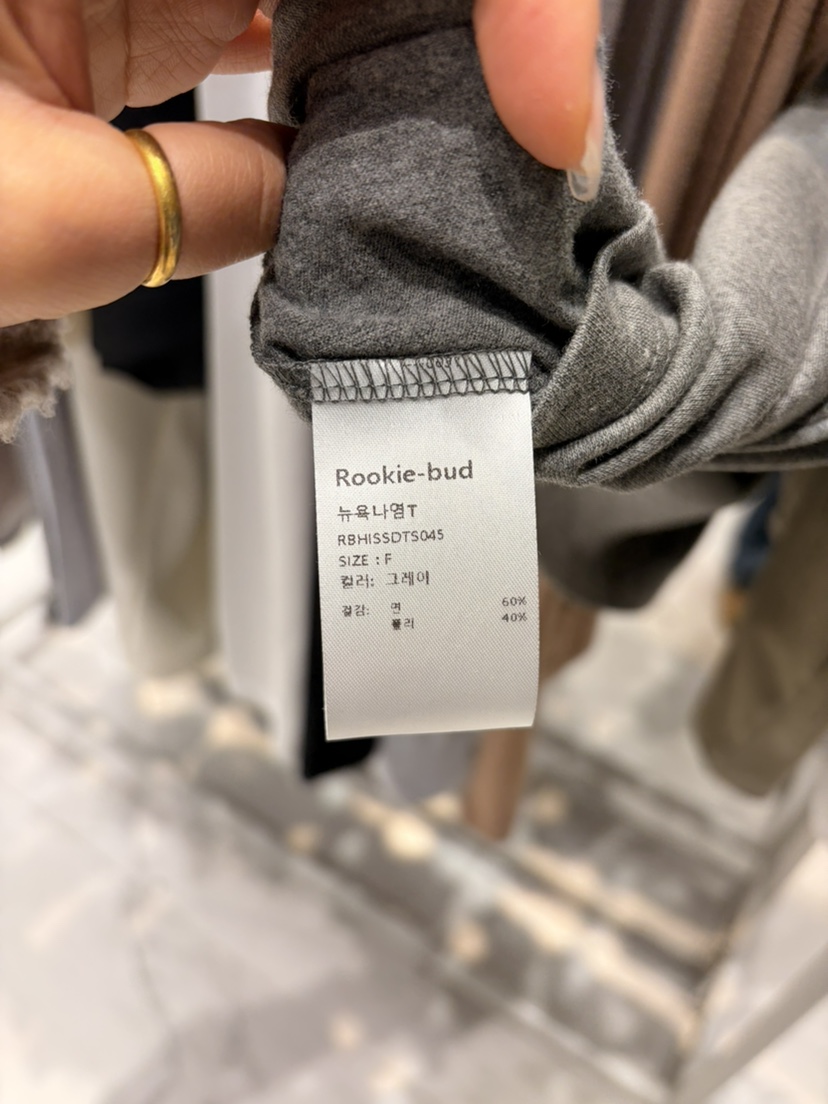 Rookie-bud
뉴욕나염T
RBHISSDTS045
SIZE : F
컬러: 그레이
겉감: 면 60%
폴리 40%